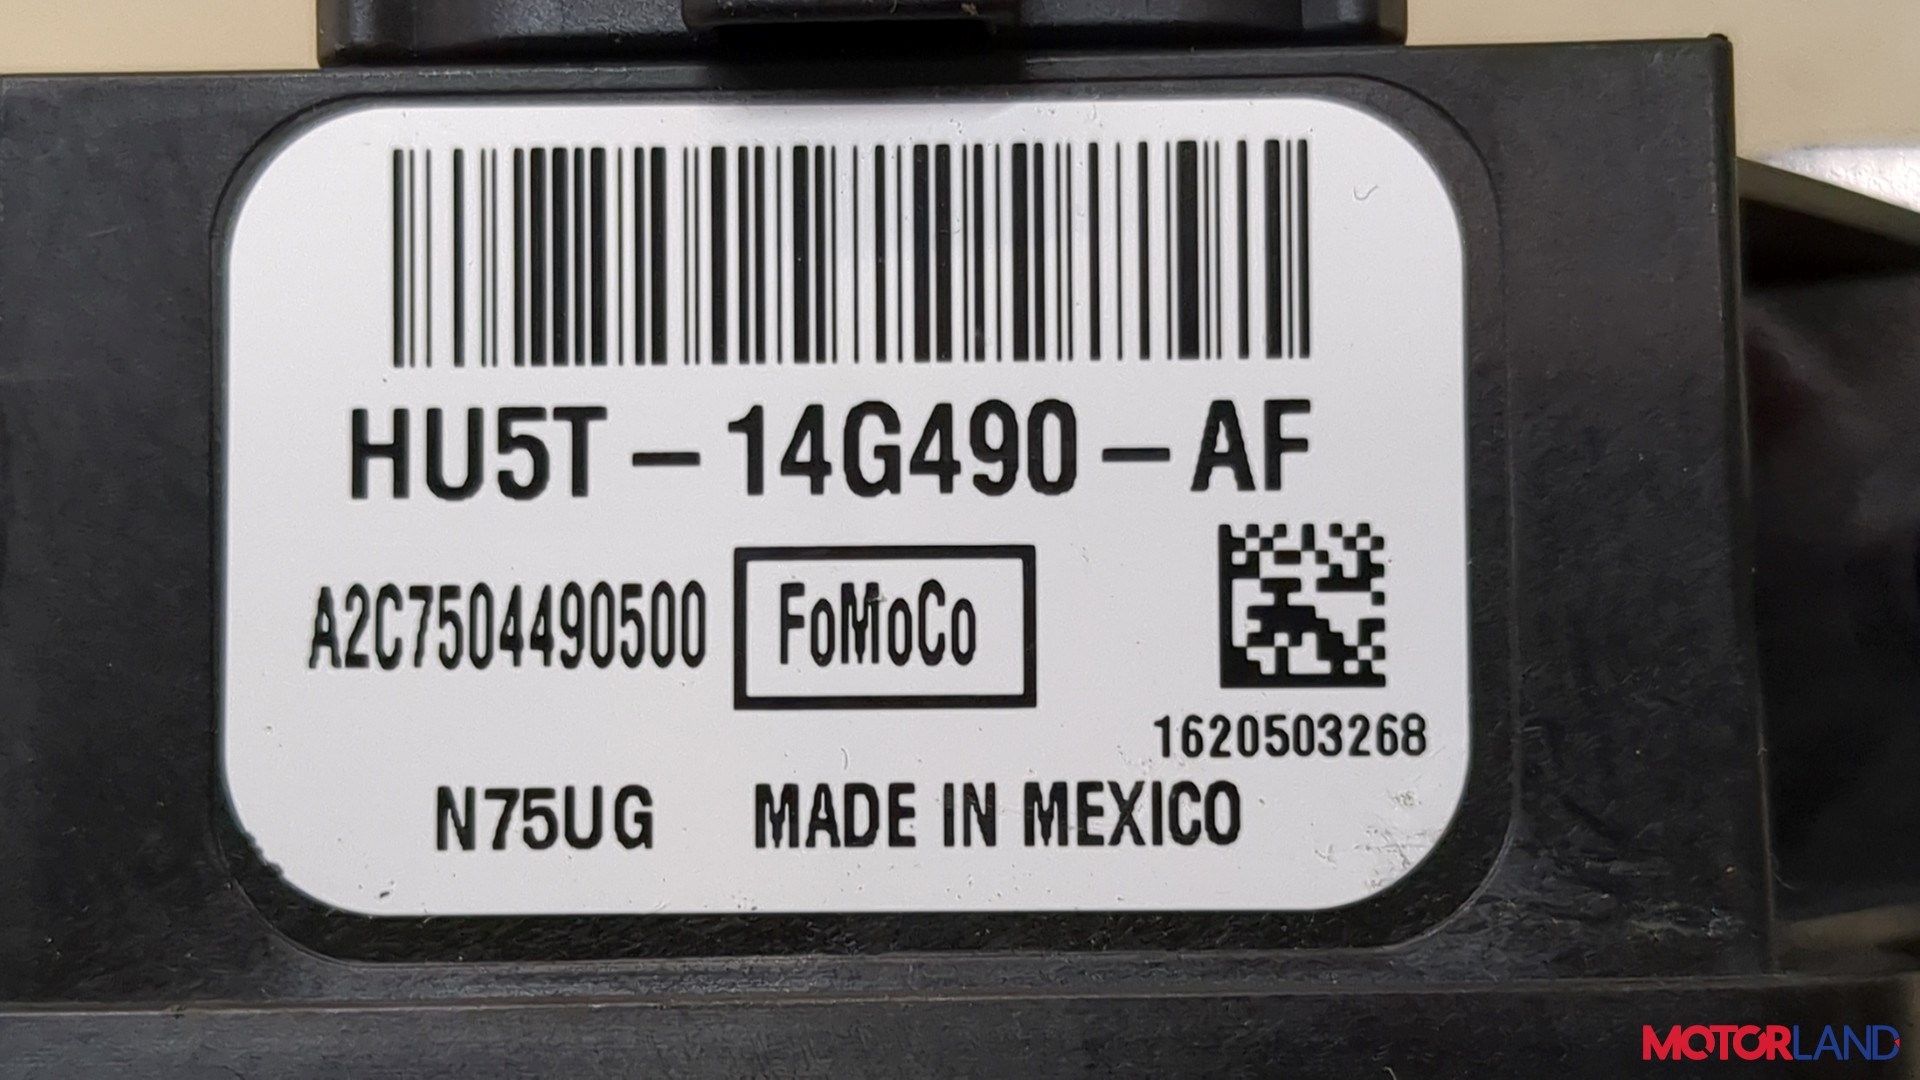 HU5T-14G490-AF
A2C7504490500 FoMoCo
1620503268
N75UG MADE IN MEXICO
MOTORLAND